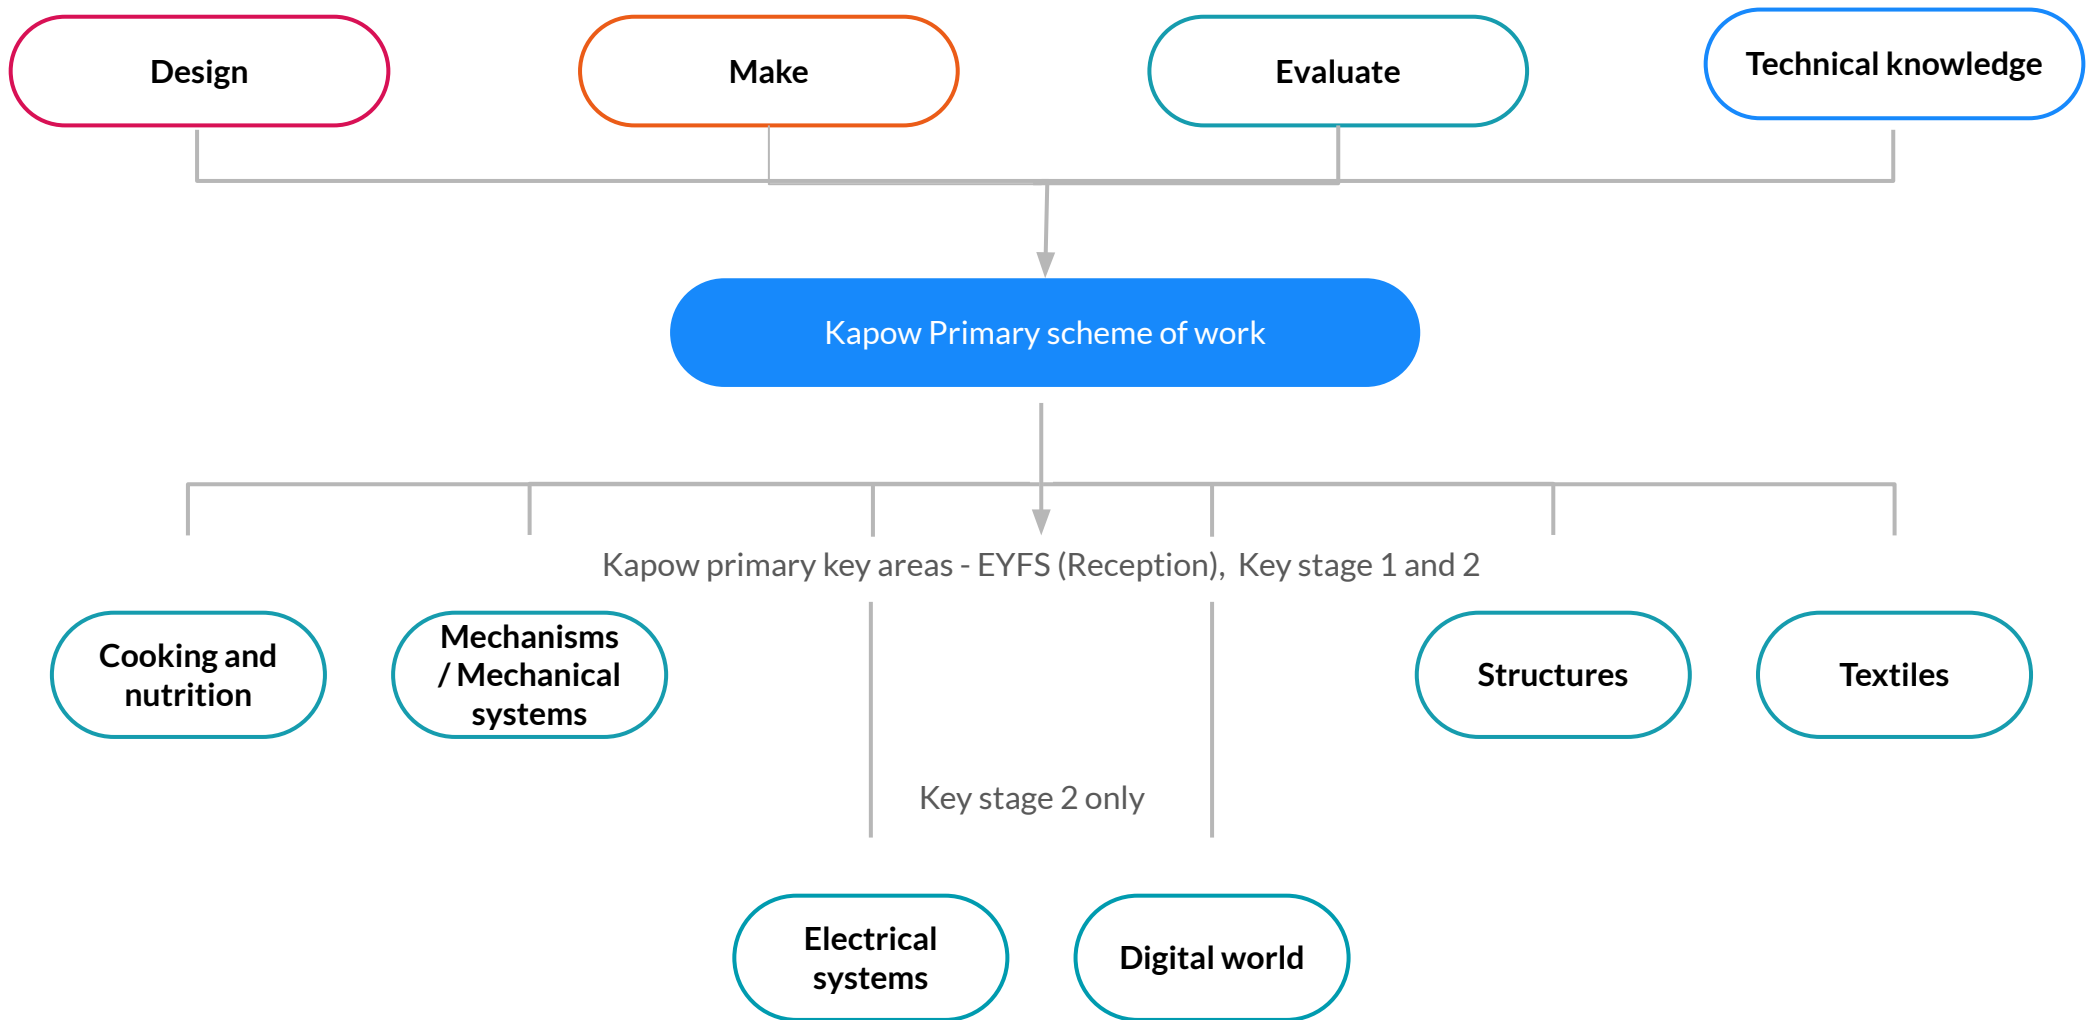 Design
Make
Evaluate
Technical knowledge
Kapow Primary scheme of work
Kapow primary key areas - EYFS (Reception),  Key stage 1 and 2
Cooking and
nutrition
Mechanisms
/ Mechanical
systems
Structures
Textiles
Key stage 2 only
Electrical
systems
Digital world